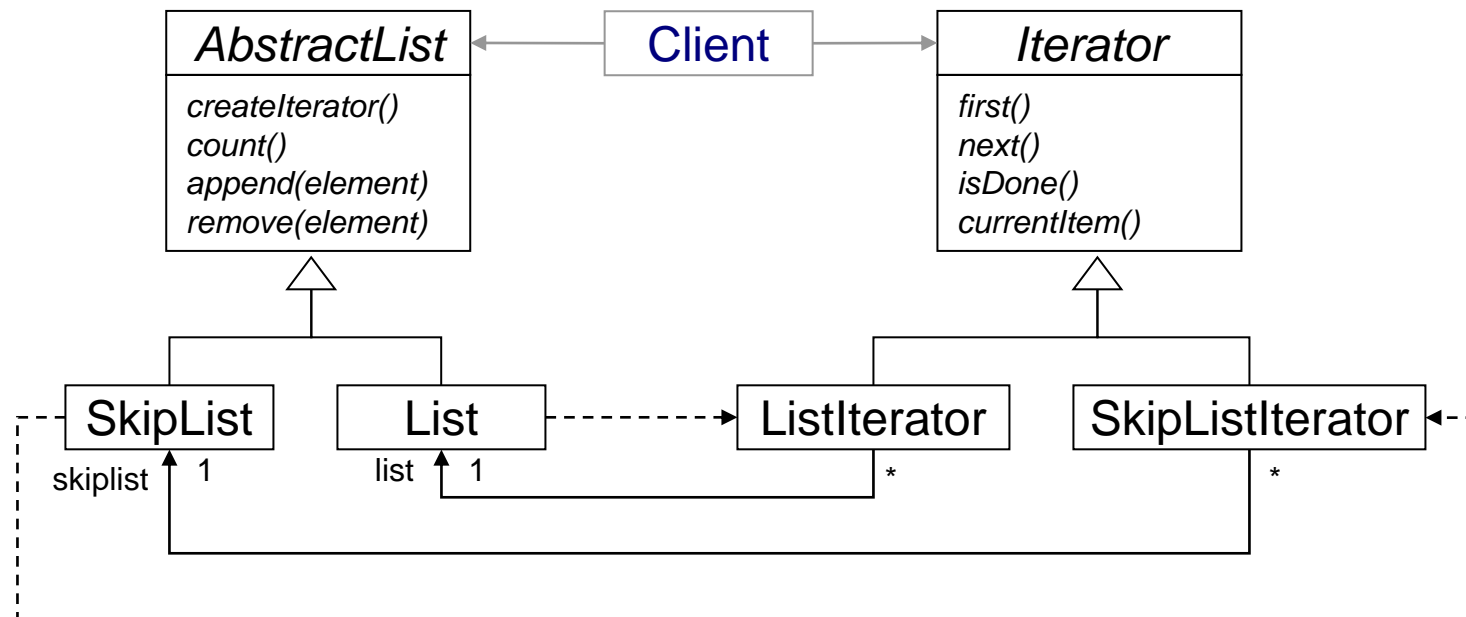 AbstractList
createIterator()
count()
append(element)
remove(element)
Client
Iterator
first()
next()
isDone()
currentItem()
SkipList
List
ListIterator
SkipListIterator
skiplist
1
list
1
*
*